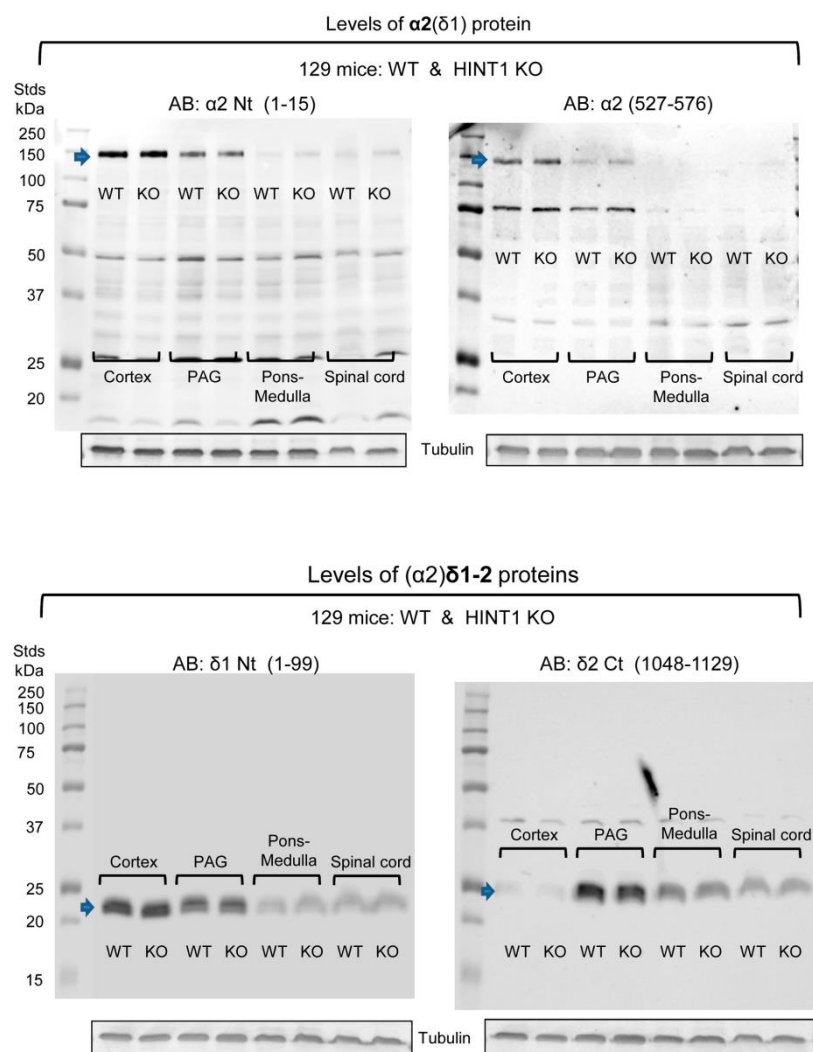 Levels of α2(δ1) protein
129 mice: WT & HINT1 KO
Stds
kDa
AB: α2 Nt (1-15)
AB: α2 (527-576)
250
150
100
75
50
37
25
20
WT KO WT KO WT KO WT KO
WT KO WT KO WT KO WT KO
Cortex PAG Pons-Medulla Spinal cord
Cortex PAG Pons-Medulla Spinal cord
Tubulin
Levels of (α2)δ1-2 proteins
129 mice: WT & HINT1 KO
Stds
kDa
AB: δ1 Nt (1-99)
AB: δ2 Ct (1048-1129)
250
150
100
75
50
37
25
20
15
Cortex PAG Pons-Medulla Spinal cord
WT KO WT KO WT KO WT KO
Cortex PAG Pons-Medulla Spinal cord
WT KO WT KO WT KO WT KO
Tubulin